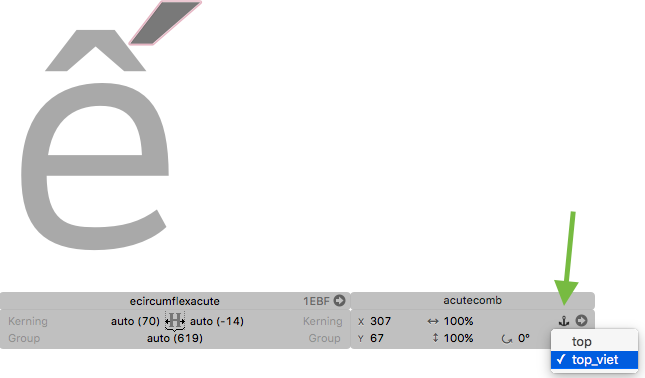 ế
ecircumflexacute 1EBF acutecomb
Kerning auto (70) H auto (-14) Kerning X 307 ↔ 100%
Group auto (619) Group Y 67 ↕ 100% 0°
top
✓ top_viet